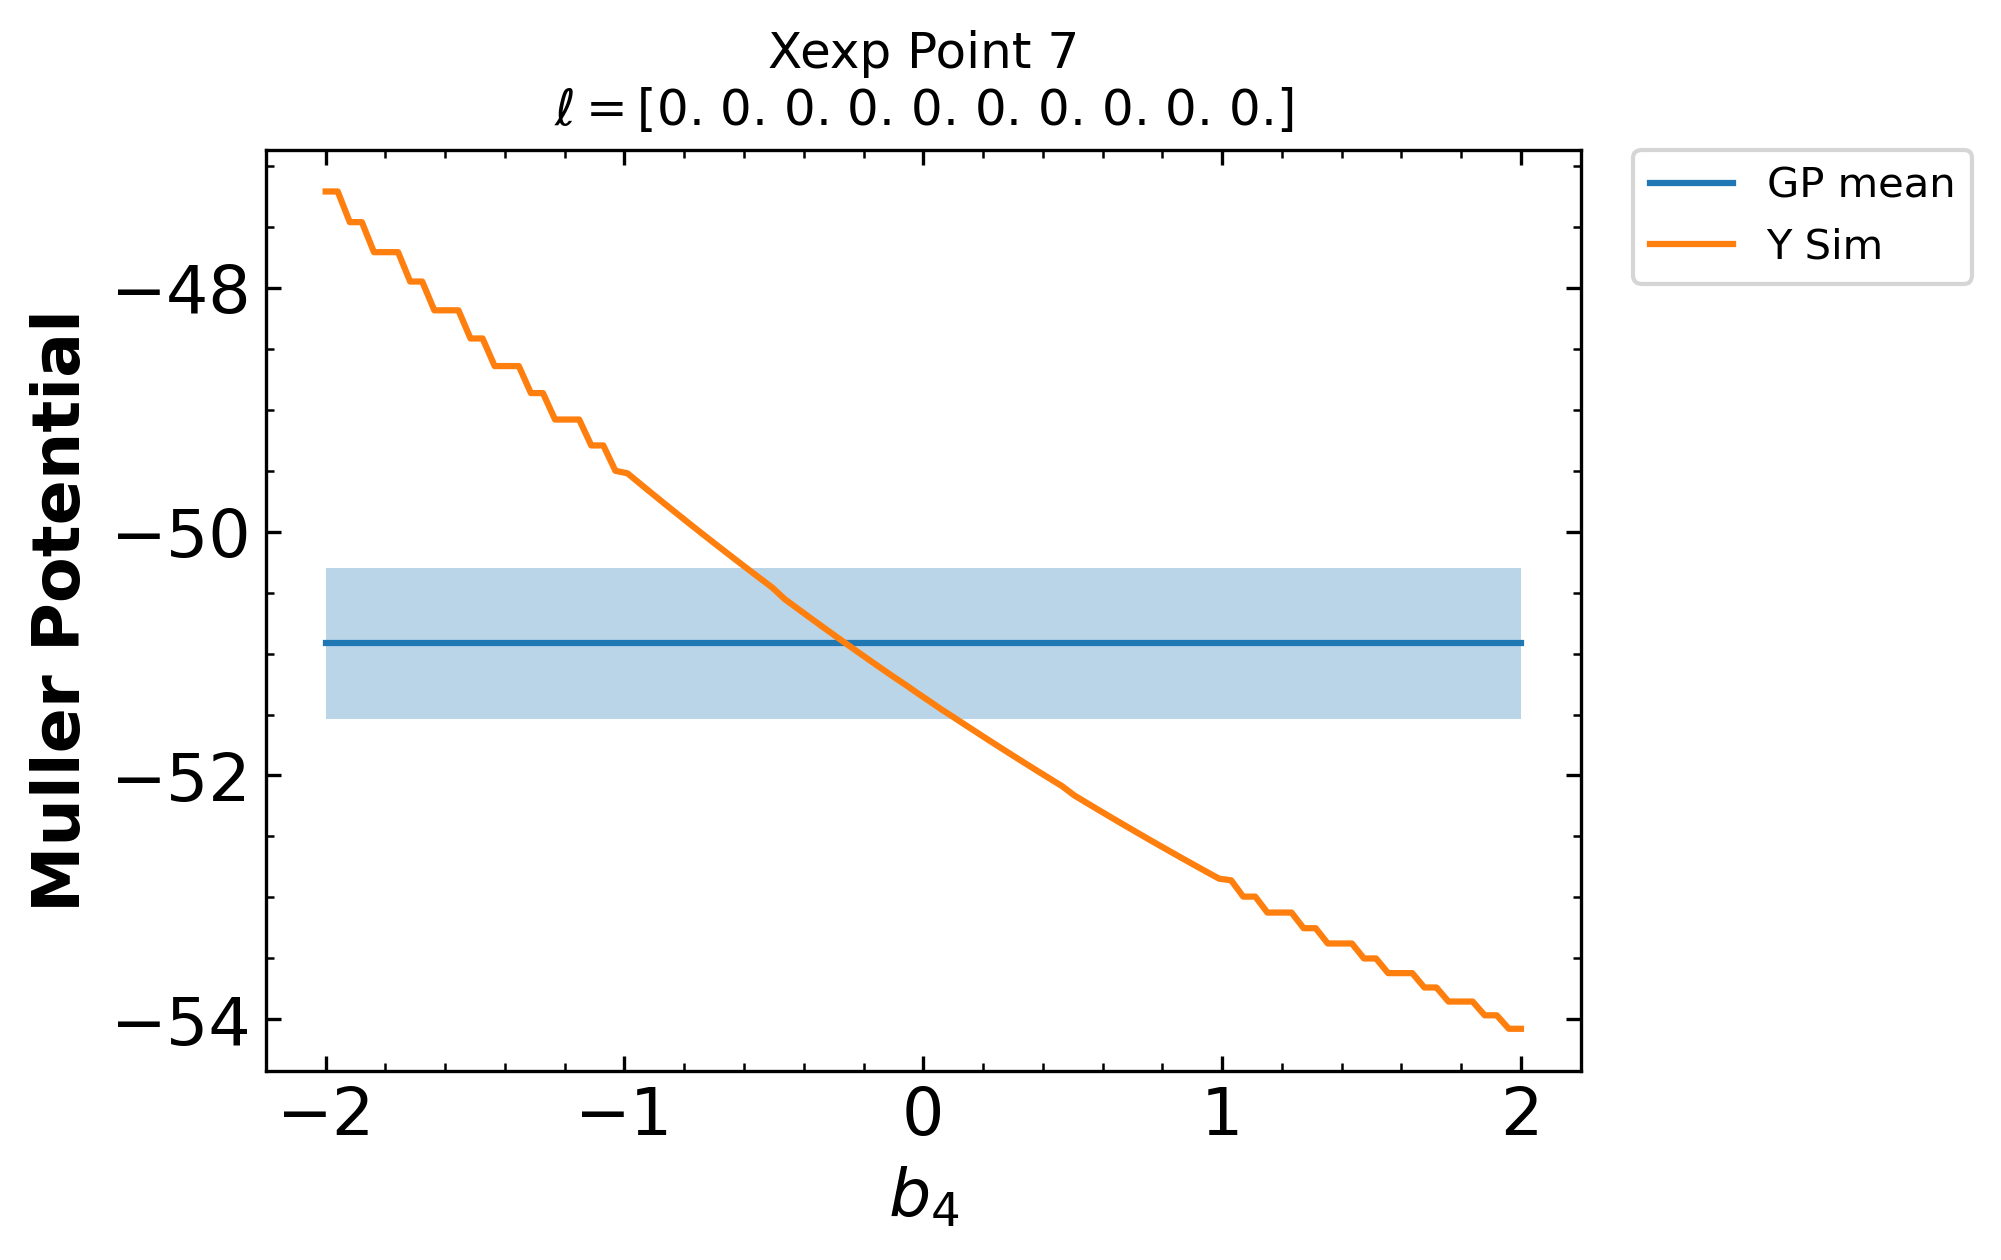 Xexp Point 7
ℓ = [0. 0. 0. 0. 0. 0. 0. 0. 0. 0.]
GP mean
Y Sim
Muller Potential
−48
−50
−52
−54
−2
−1
0
1
2
b₄